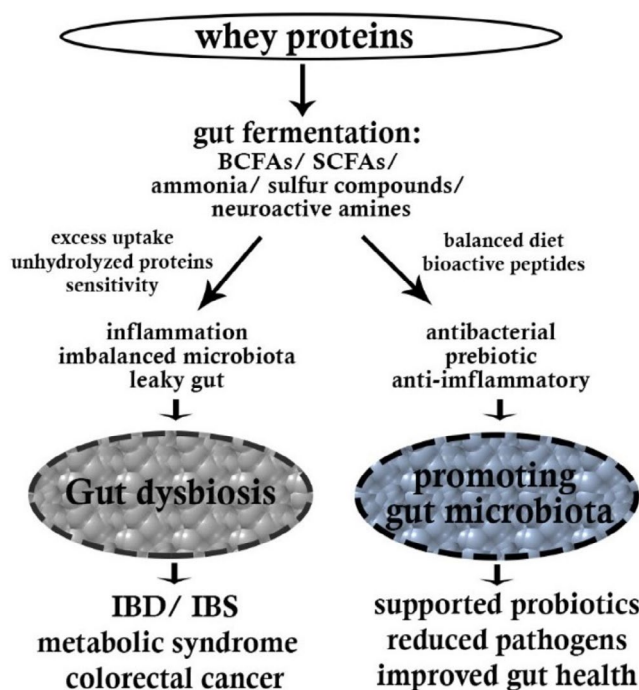 whey proteins
gut fermentation:
BCFAs/ SCFAs/
ammonia/ sulfur compounds/
neuroactive amines
excess uptake
unhydrolyzed proteins
sensitivity
balanced diet
bioactive peptides
inflammation
imbalanced microbiota
leaky gut
antibacterial
prebiotic
anti-imflammatory
Gut dysbiosis
promoting
gut microbiota
IBD/ IBS
metabolic syndrome
colorectal cancer
supported probiotics
reduced pathogens
improved gut health